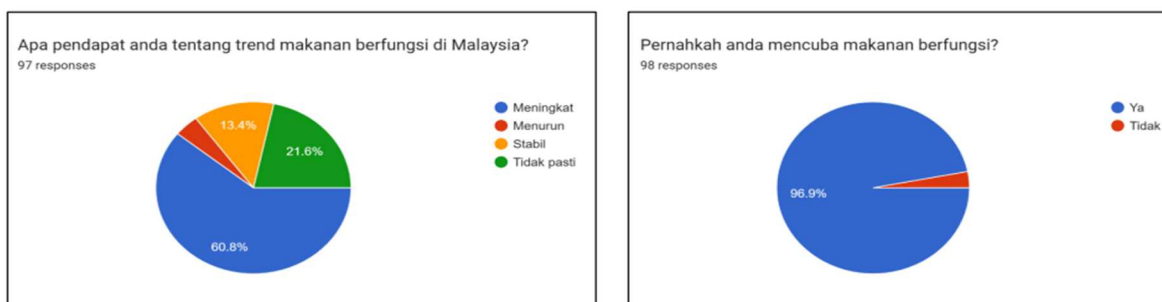 Apa pendapat anda tentang trend makanan berfungsi di Malaysia?
97 responses
Meningkat
Menurun
Stabil
Tidak pasti
13.4%
21.6%
60.8%
Pernahkah anda mencuba makanan berfungsi?
98 responses
Ya
Tidak
96.9%